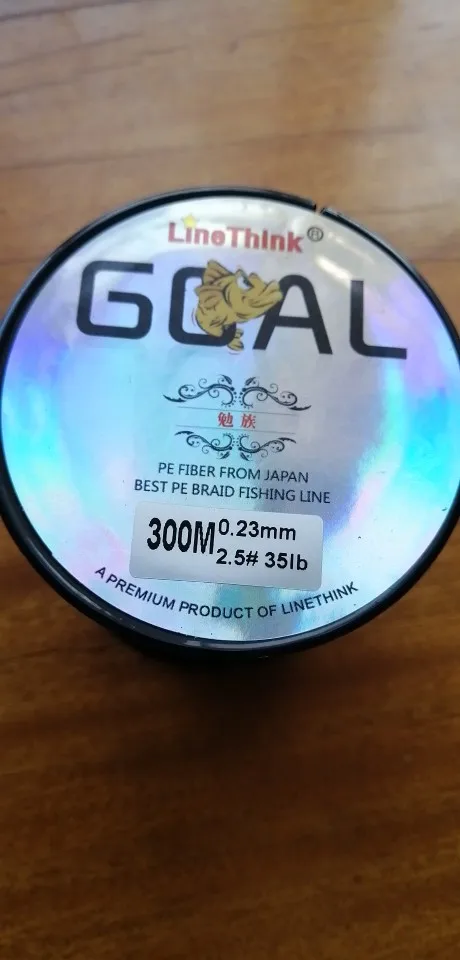 LineThink®
GOAL
勉族
PE FIBER FROM JAPAN
BEST PE BRAID FISHING LINE
300M 0.23mm
2.5# 35lb
A PREMIUM PRODUCT OF LINETHINK